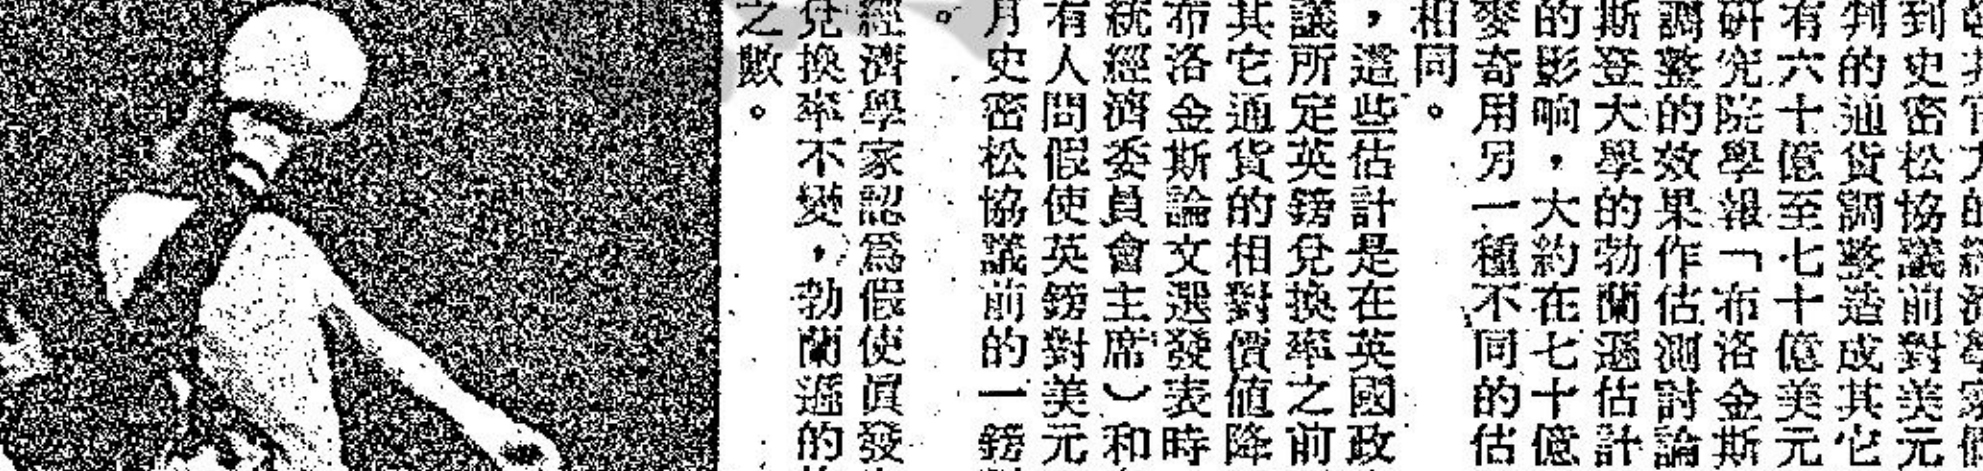 到史密松協議前對美元
判的通貨調整造成其它
有六十億至七十億美元
研究院學報「布洛金斯
調整的效果作估測討論
斯登大學的勃蘭遜估計
的影响，大約在七十億
麥奇用另一種不同的估
相同。
，這些估計是在英國政
議所定英鎊兌換率之前
其它通貨的相對價值降
布洛金斯論文選發表時
統經濟委員會主席）和
有人問假使英鎊對美元
月史密松協議前的一鎊
。
經濟學家認爲假使眞發
兌換率不變，勃蘭遜的
之數。